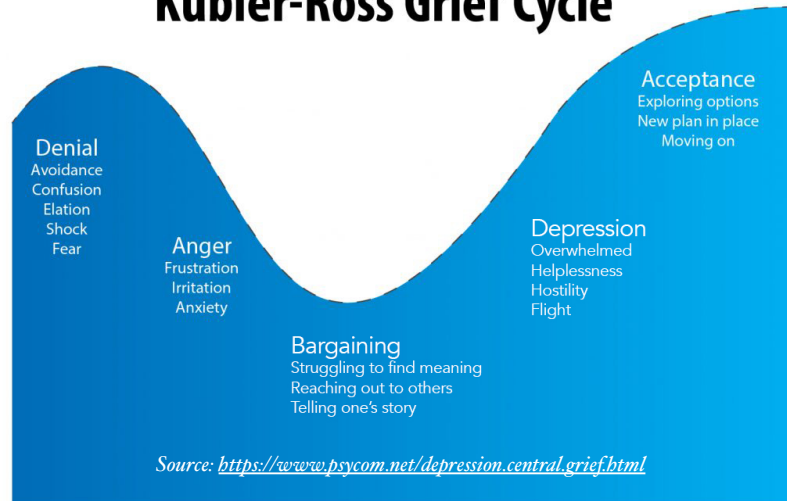 Kübler-Ross Grief Cycle
Denial
Avoidance
Confusion
Elation
Shock
Fear
Anger
Frustration
Irritation
Anxiety
Bargaining
Struggling to find meaning
Reaching out to others
Telling one's story
Depression
Overwhelmed
Helplessness
Hostility
Flight
Acceptance
Exploring options
New plan in place
Moving on
Source: https://www.psycom.net/depression.central.grief.html